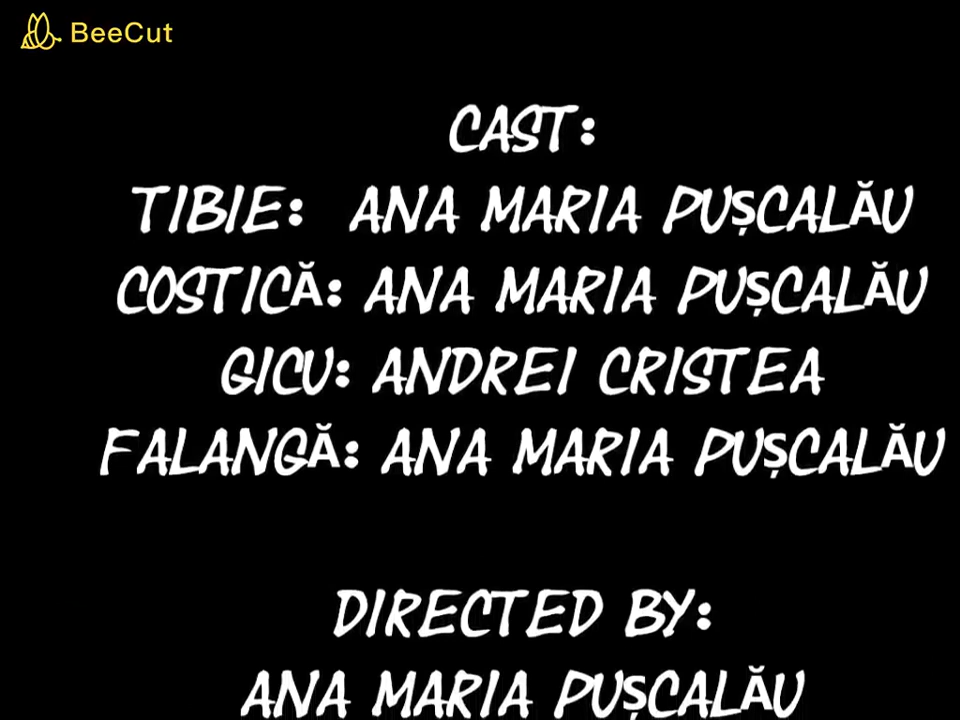 BeeCut
CAST:
TIBIE: ANA MARIA PUȘCALĂU
COSTICĂ: ANA MARIA PUȘCALĂU
GICU: ANDREI CRISTEA
FALANGĂ: ANA MARIA PUȘCALĂU
DIRECTED BY:
ANA MARIA PUȘCALĂU